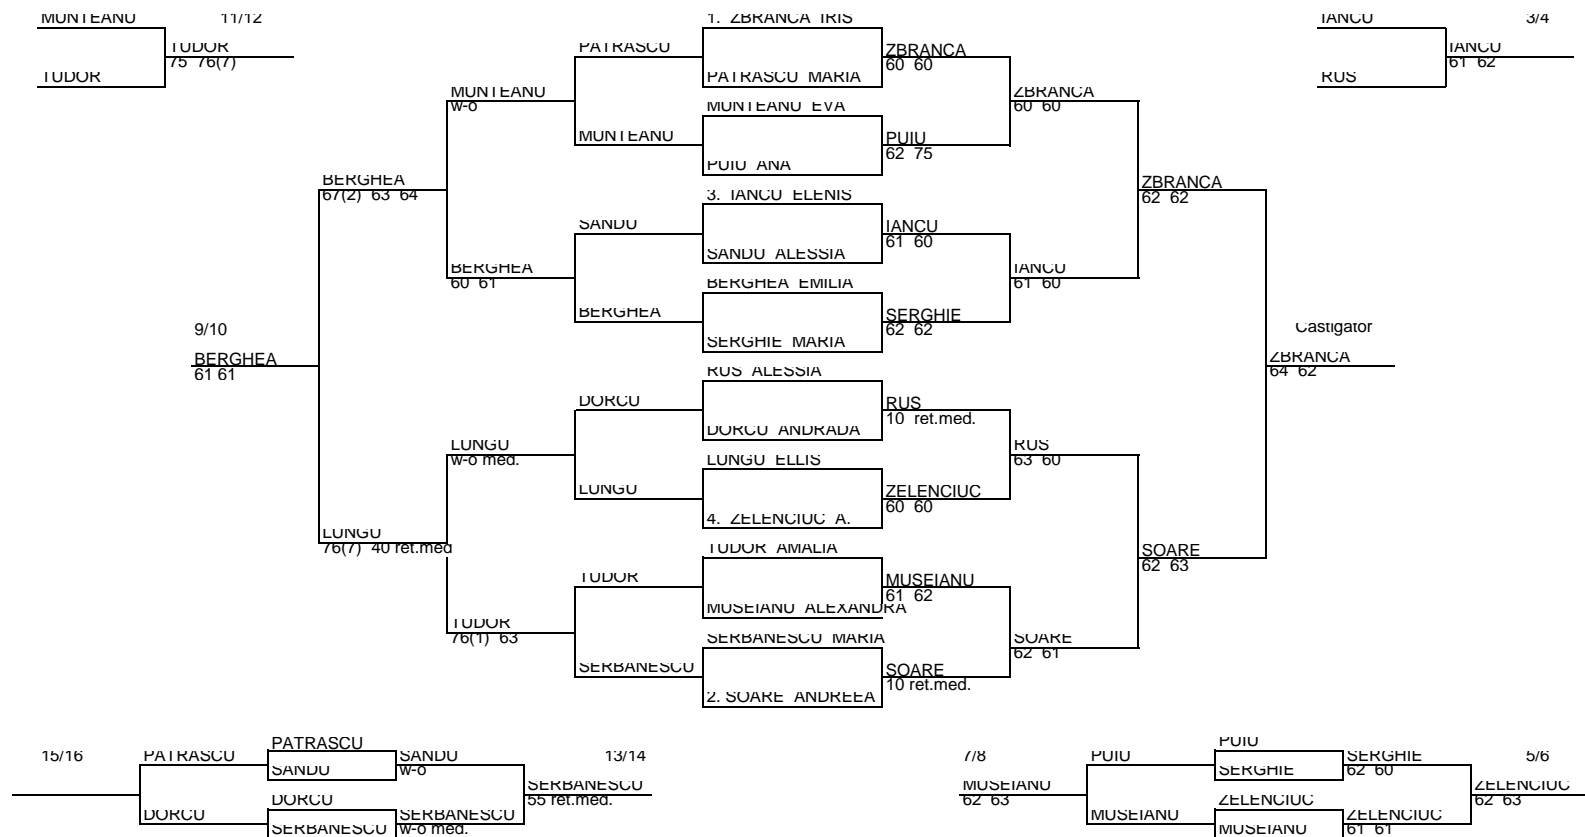 MUNTEANU 11/12
TUDOR
75 76(7)
TUDOR
1. ZBRANCA IRIS
PATRASCU
ZBRANCA
60 60
PATRASCU MARIA
MUNTEANU
w-o
MUNTEANU EVA
ZBRANCA
60 60
MUNTEANU
PUIU
62 75
PUIU ANA
IANCU 3/4
IANCU
61 62
RUS
BERGHEA
67(2) 63 64
ZBRANCA
62 62
3. IANCU ELENIS
SANDU
IANCU
61 60
SANDU ALESSIA
BERGHEA
60 61
BERGHEA EMILIA
IANCU
61 60
BERGHEA
SERGHIE
62 62
SERGHIE MARIA
9/10
BERGHEA
61 61
Castigator
ZBRANCA
64 62
RUS ALESSIA
DORCU
RUS
10 ret.med.
DORCU ANDRADA
LUNGU
w-o med.
LUNGU ELLIS
RUS
63 60
LUNGU
ZELENCIUC
60 60
4. ZELENCIUC A.
LUNGU
76(7) 40 ret.med
SOARE
62 63
TUDOR AMALIA
TUDOR
MUSEIANU
61 62
MUSEIANU ALEXANDRA
TUDOR
76(1) 63
SERBANESCU MARIA
SOARE
62 61
SERBANESCU
SOARE
10 ret.med.
2. SOARE ANDREEA
15/16
PATRASCU
PATRASCU
SANDU
w-o
13/14
SANDU
SERBANESCU
55 ret.med.
DORCU
DORCU
SERBANESCU
w-o med.
SERBANESCU
7/8
PUIU
PUIU
SERGHIE
62 60
5/6
SERGHIE
MUSEIANU
62 63
ZELENCIUC
62 63
ZELENCIUC
MUSEIANU
ZELENCIUC
61 61
MUSEIANU